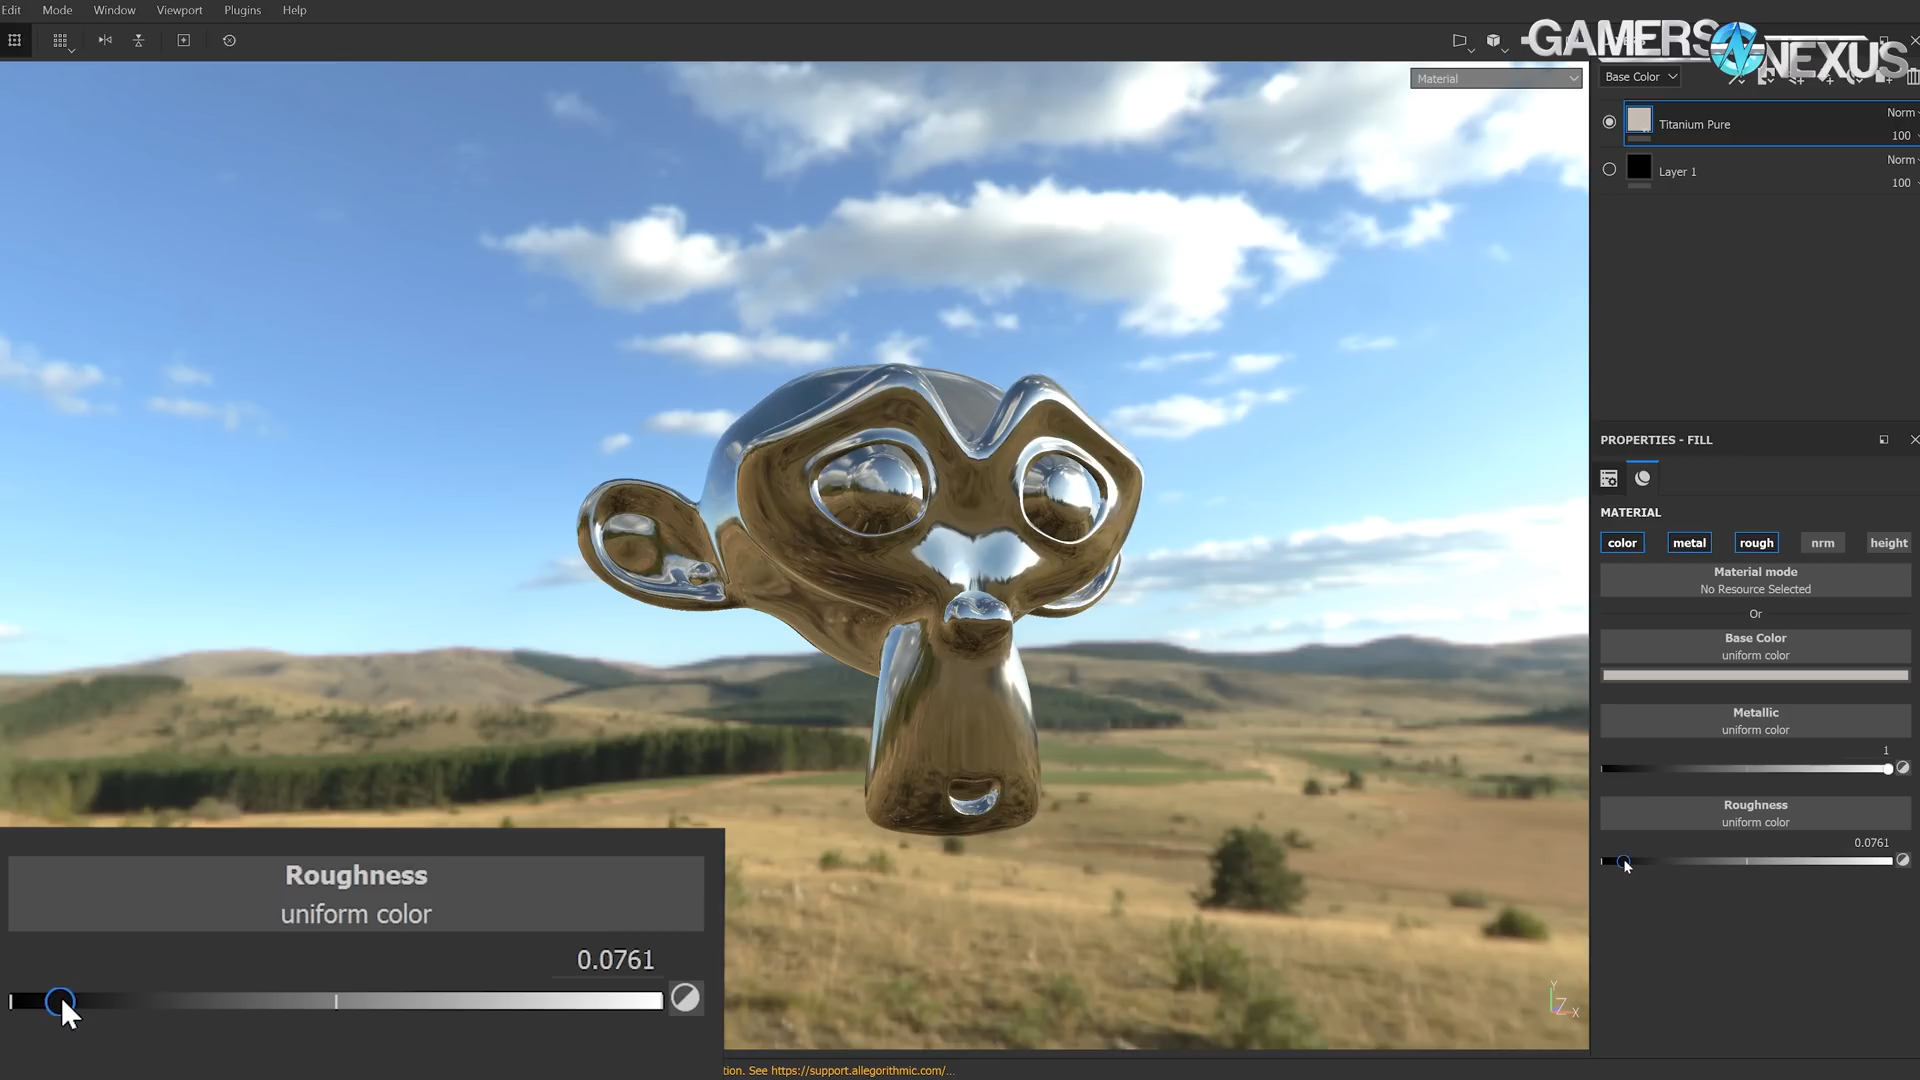 Edit Mode Window Viewport Plugins Help
GAMERS NEXUS
Material
Base Color
Titanium Pure
Norm
100
Layer 1
Norm
100
PROPERTIES - FILL
MATERIAL
color metal rough nrm height
Material mode
No Resource Selected
Or
Base Color
uniform color
Metallic
uniform color
1
Roughness
uniform color
0.0761
Roughness
uniform color
0.0761
Y
Z
X
tion. See https://support.allegorithmic.com/...